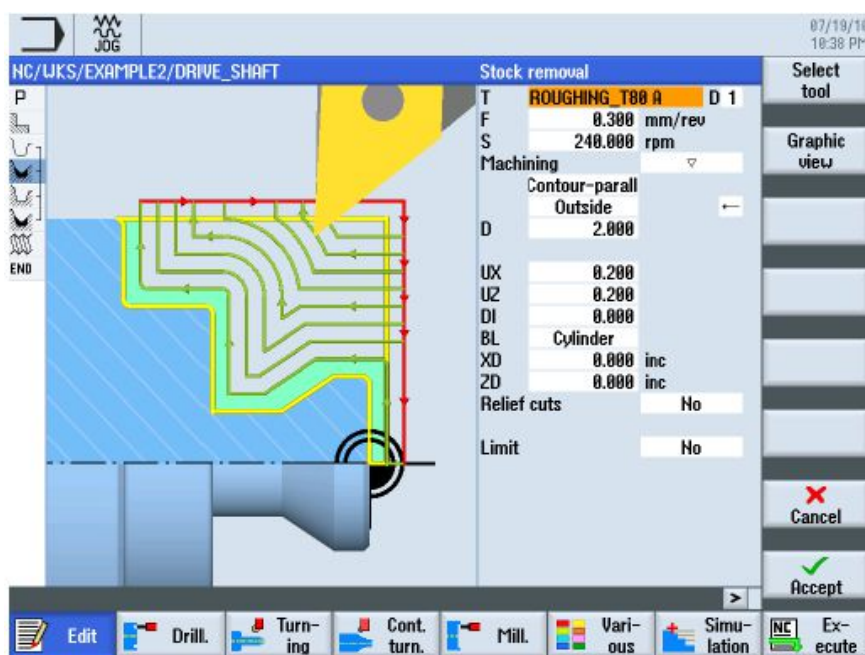 JOG
07/19/10
10:38 PM
NC/WKS/EXAMPLE2/DRIVE_SHAFT
Stock removal
Select
tool
P
T ROUGHING_T80 A D 1
F 0.300 mm/rev
S 240.000 rpm
Graphic
view
Machining ▽
Contour-parall
Outside ←
D 2.000
END
UX 0.200
UZ 0.200
DI 0.000
BL Cylinder
XD 0.000 inc
ZD 0.000 inc
Relief cuts No
Limit No
Cancel
Accept
>
Edit
Drill.
Turn-
ing
Cont.
turn.
Mill.
Vari-
ous
Simu-
lation
NC
Ex-
ecute